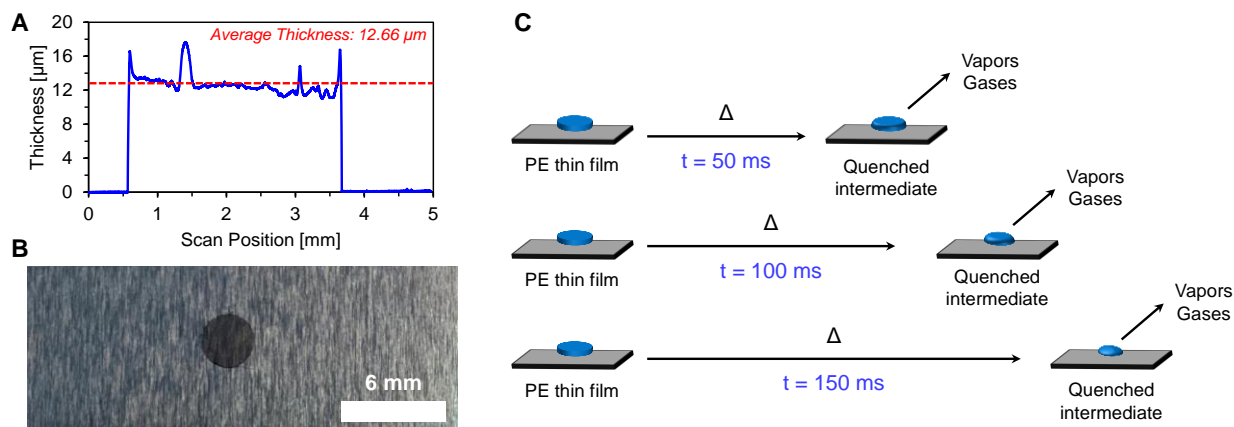 A
Thickness [µm]
20
16
12
8
4
0
Average Thickness: 12.66 µm
0 1 2 3 4 5
Scan Position [mm]
B
6 mm
C
PE thin film
Δ
t = 50 ms
Vapors
Gases
Quenched
intermediate
PE thin film
Δ
t = 100 ms
Vapors
Gases
Quenched
intermediate
PE thin film
Δ
t = 150 ms
Vapors
Gases
Quenched
intermediate